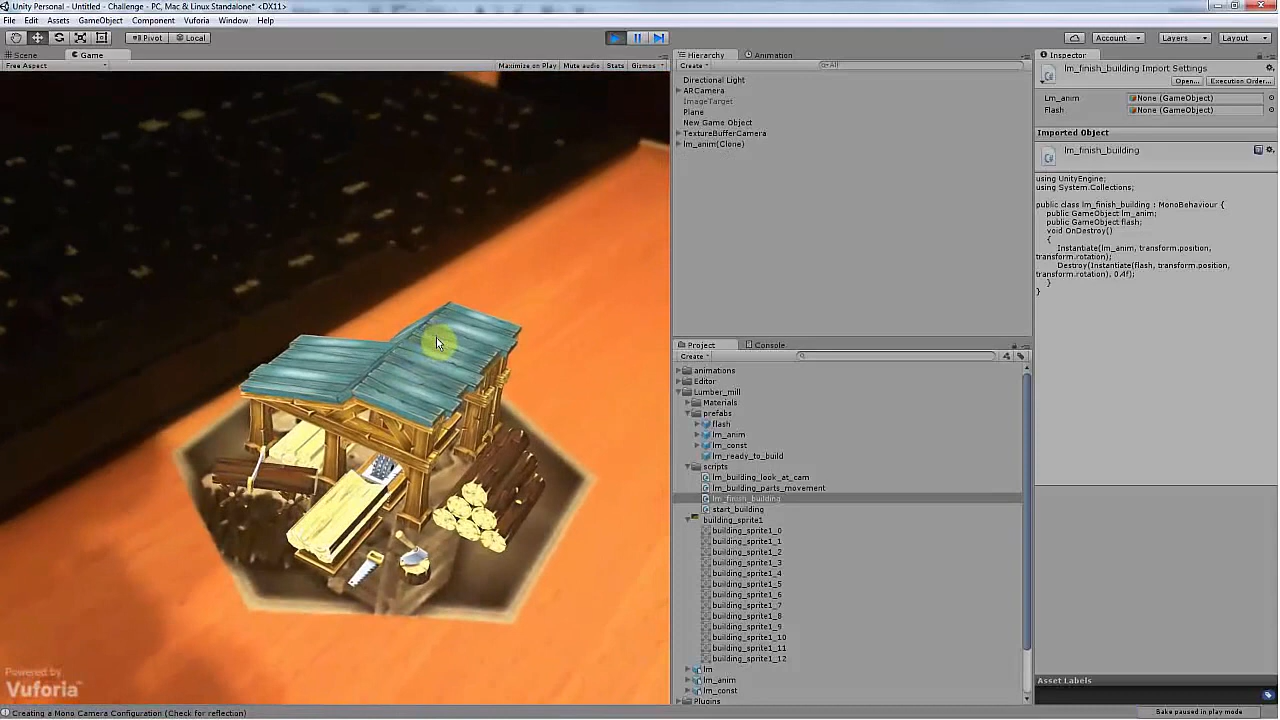 Unity Personal - Untitled - Challenge - PC, Mac & Linux Standalone* <DX11>
File Edit Assets GameObject Component Vuforia Window Help
Pivot Local Account Layers Layout
Scene Game
Free Aspect Maximize on Play Mute audio Stats Gizmos
Hierarchy Animation
Create All
Directional Light
ARCamera
ImageTarget
Plane
New Game Object
TextureBufferCamera
lm_anim(Clone)
Project Console
Create
animations
Editor
Lumber_mill
Materials
prefabs
flash
lm_anim
lm_const
lm_ready_to_build
scripts
lm_building_look_at_cam
lm_building_parts_movement
lm_finish_building
start_building
building_sprite1
building_sprite1_0
building_sprite1_1
building_sprite1_2
building_sprite1_3
building_sprite1_4
building_sprite1_5
building_sprite1_6
building_sprite1_7
building_sprite1_8
building_sprite1_9
building_sprite1_10
building_sprite1_11
building_sprite1_12
lm
lm_anim
lm_const
Plugins
Inspector
lm_finish_building Import Settings
Open... Execution Order...
Lm_anim None (GameObject)
Flash None (GameObject)
Imported Object
lm_finish_building
using UnityEngine;
using System.Collections;
public class lm_finish_building : MonoBehaviour {
public GameObject lm_anim;
public GameObject flash;
void OnDestroy()
{
Instantiate(lm_anim, transform.position,
transform.rotation);
Destroy(Instantiate(flash, transform.position,
transform.rotation), 0.4f);
}
}
Asset Labels
Powered by
Vuforia™
Creating a Mono Camera Configuration (Check for reflection)
Bake paused in play mode